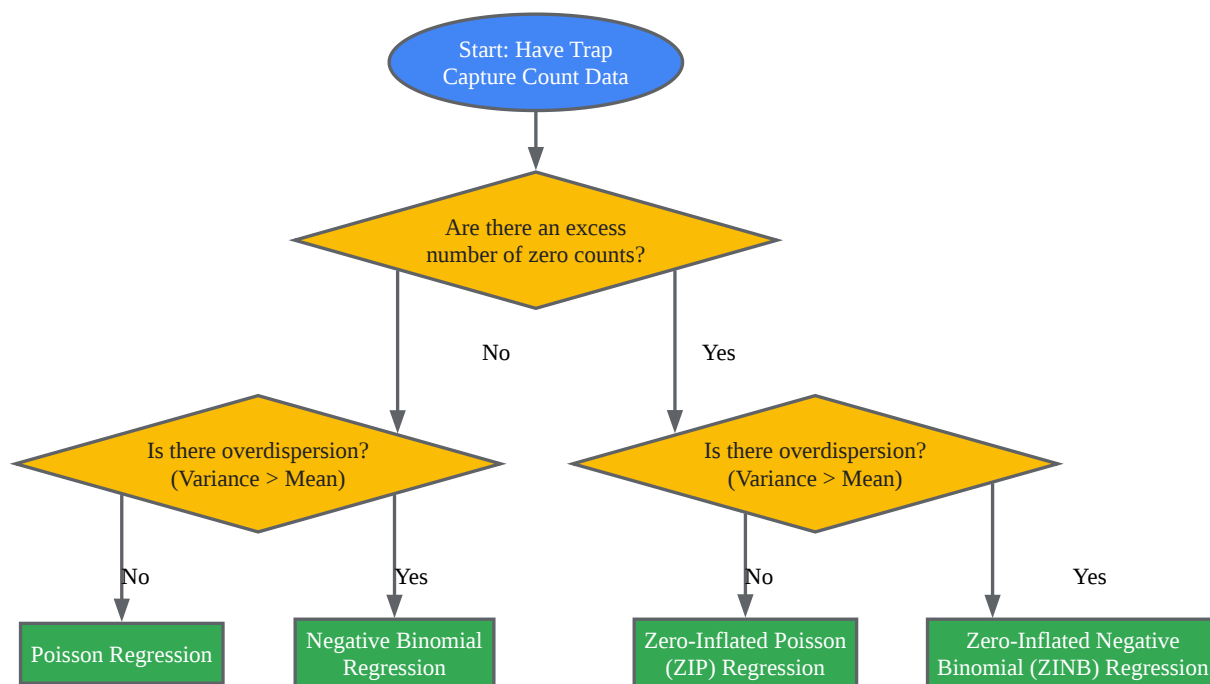 Start: Have Trap
Capture Count Data
Are there an excess
number of zero counts?
No
Yes
Is there overdispersion?
(Variance > Mean)
Is there overdispersion?
(Variance > Mean)
No
Yes
No
Yes
Poisson Regression
Negative Binomial
Regression
Zero-Inflated Poisson
(ZIP) Regression
Zero-Inflated Negative
Binomial (ZINB) Regression